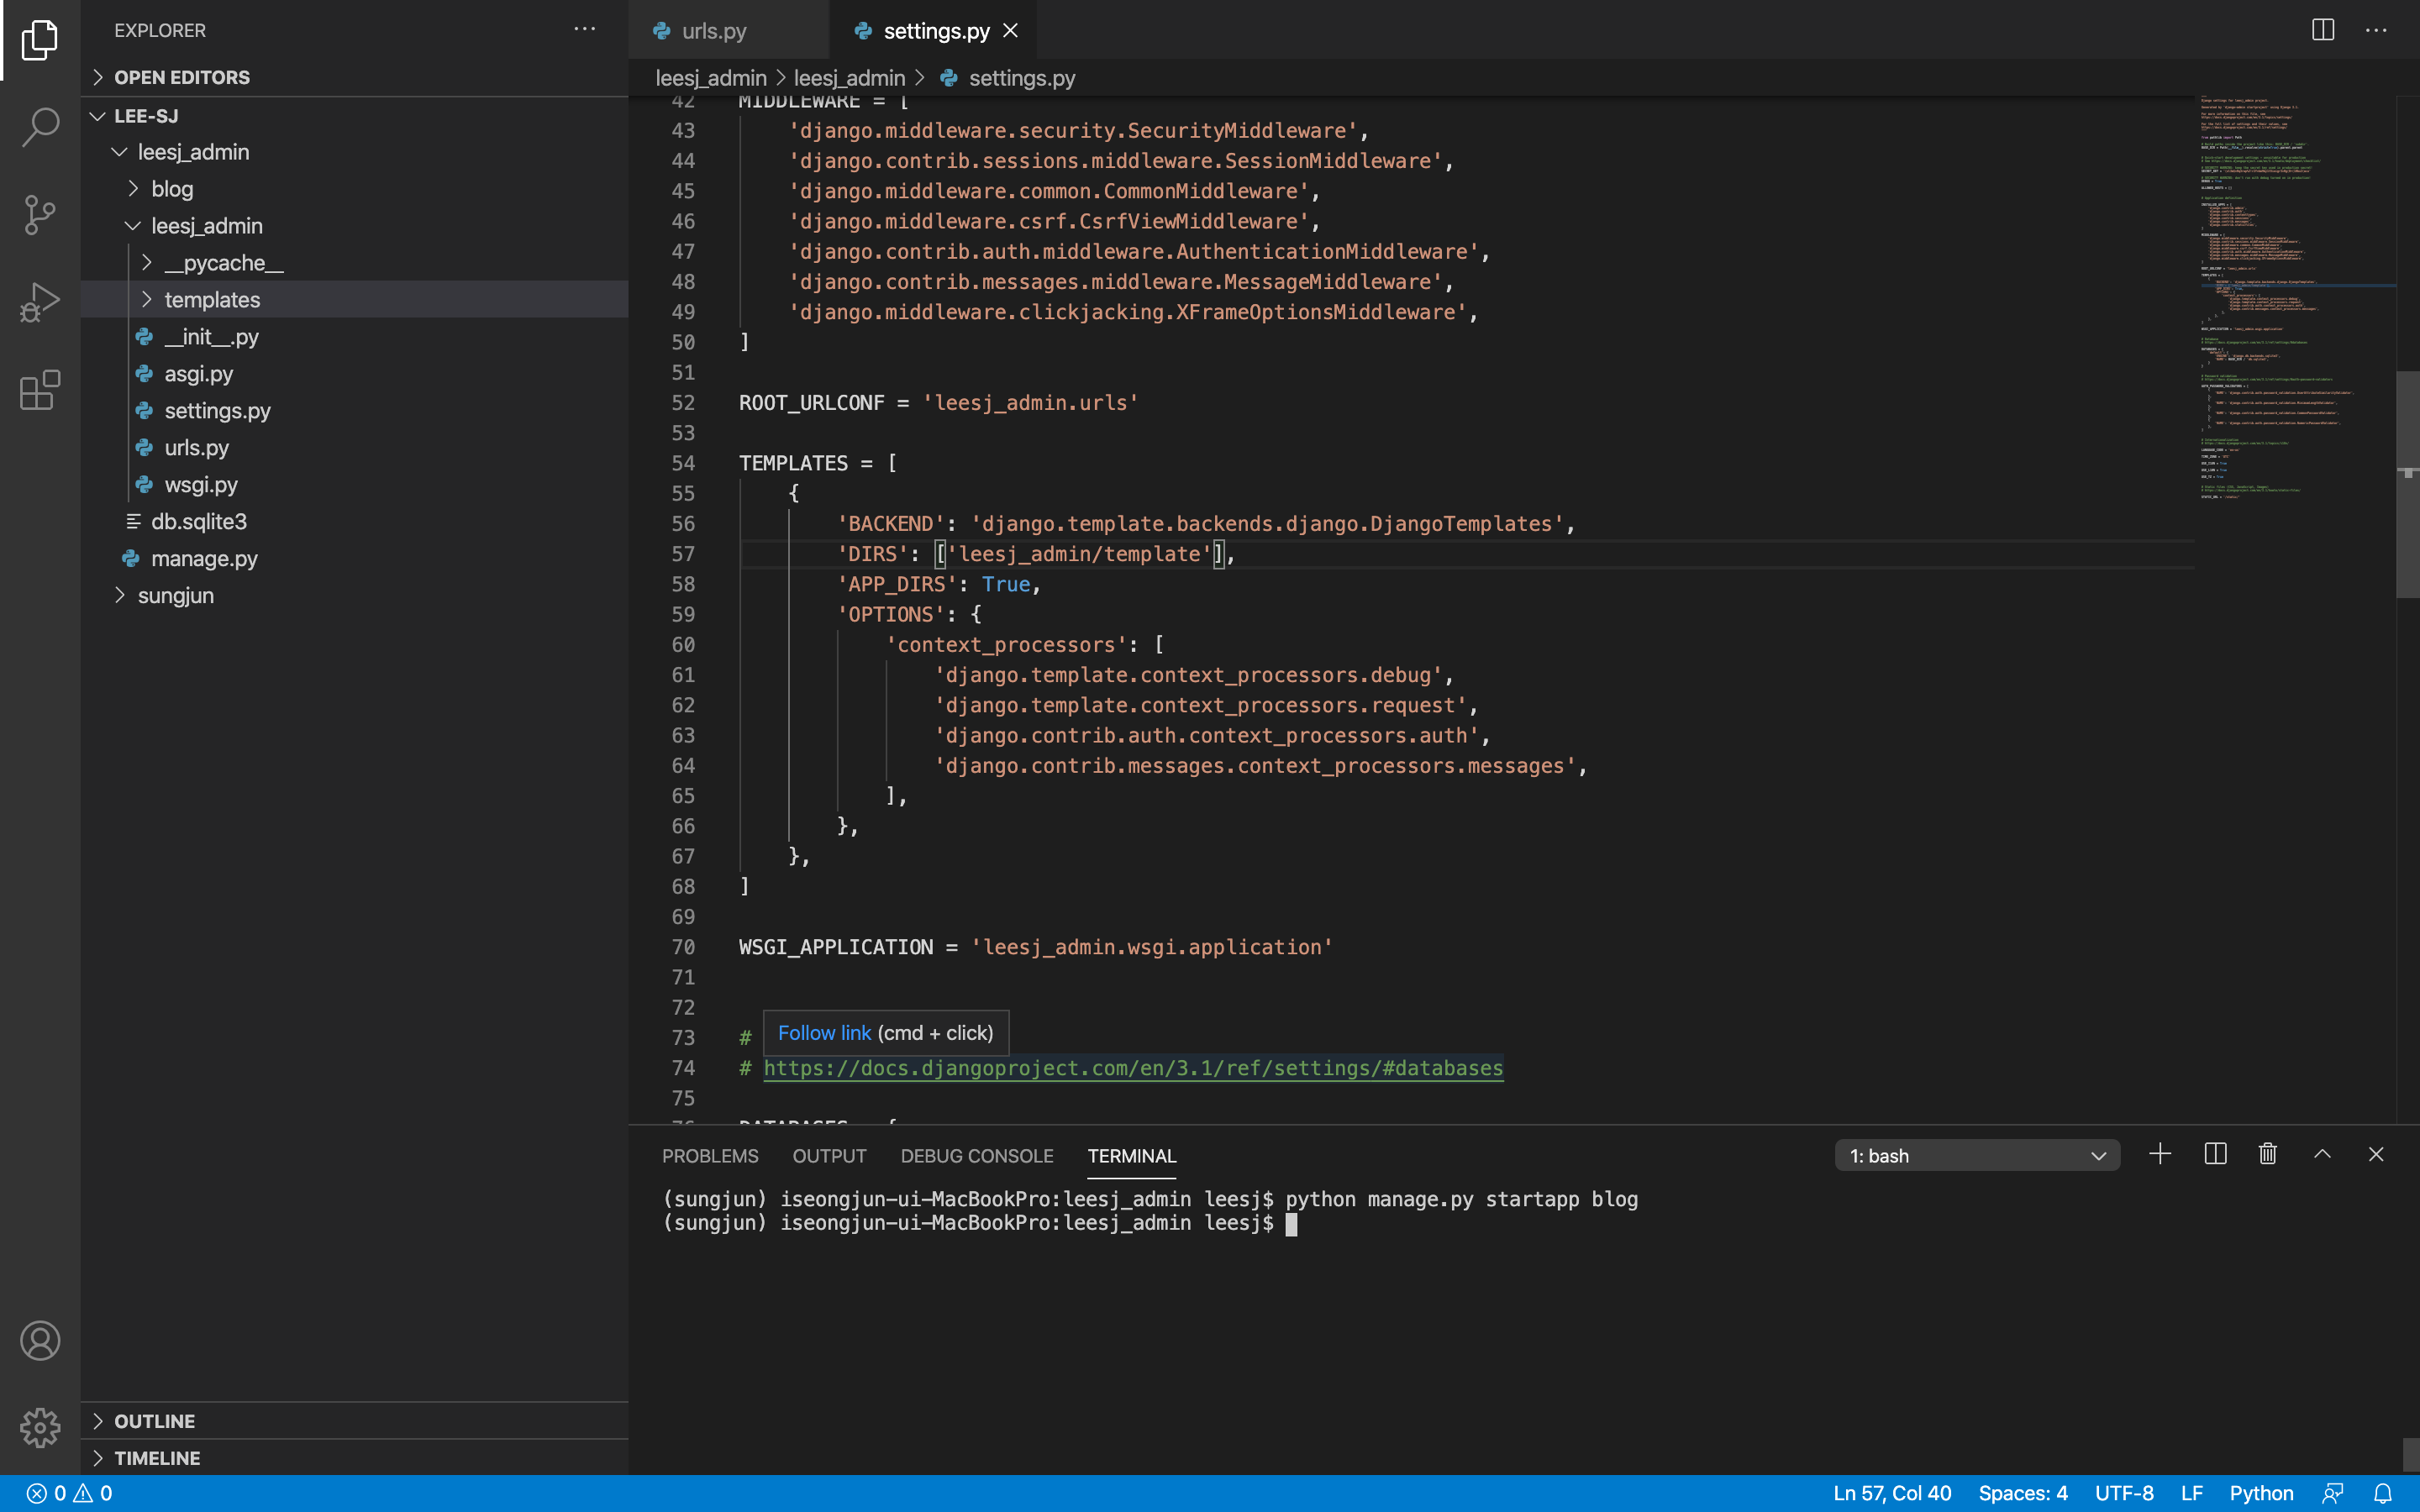 EXPLORER
OPEN EDITORS
LEE-SJ
leesj_admin
blog
leesj_admin
__pycache__
templates
__init__.py
asgi.py
settings.py
urls.py
wsgi.py
db.sqlite3
manage.py
sungjun
OUTLINE
TIMELINE
urls.py settings.py
leesj_admin > leesj_admin > settings.py
42 MIDDLEWARE = [
43 'django.middleware.security.SecurityMiddleware',
44 'django.contrib.sessions.middleware.SessionMiddleware',
45 'django.middleware.common.CommonMiddleware',
46 'django.middleware.csrf.CsrfViewMiddleware',
47 'django.contrib.auth.middleware.AuthenticationMiddleware',
48 'django.contrib.messages.middleware.MessageMiddleware',
49 'django.middleware.clickjacking.XFrameOptionsMiddleware',
50 ]
51
52 ROOT_URLCONF = 'leesj_admin.urls'
53
54 TEMPLATES = [
55 {
56 'BACKEND': 'django.template.backends.django.DjangoTemplates',
57 'DIRS': ['leesj_admin/template'],
58 'APP_DIRS': True,
59 'OPTIONS': {
60 'context_processors': [
61 'django.template.context_processors.debug',
62 'django.template.context_processors.request',
63 'django.contrib.auth.context_processors.auth',
64 'django.contrib.messages.context_processors.messages',
65 ],
66 },
67 },
68 ]
69
70 WSGI_APPLICATION = 'leesj_admin.wsgi.application'
71
72
73 #
Follow link (cmd + click)
74 # https://docs.djangoproject.com/en/3.1/ref/settings/#databases
75
76 DATABASES = {
PROBLEMS OUTPUT DEBUG CONSOLE TERMINAL 1: bash
(sungjun) iseongjun-ui-MacBookPro:leesj_admin leesj$ python manage.py startapp blog
(sungjun) iseongjun-ui-MacBookPro:leesj_admin leesj$
0 0 Ln 57, Col 40 Spaces: 4 UTF-8 LF Python